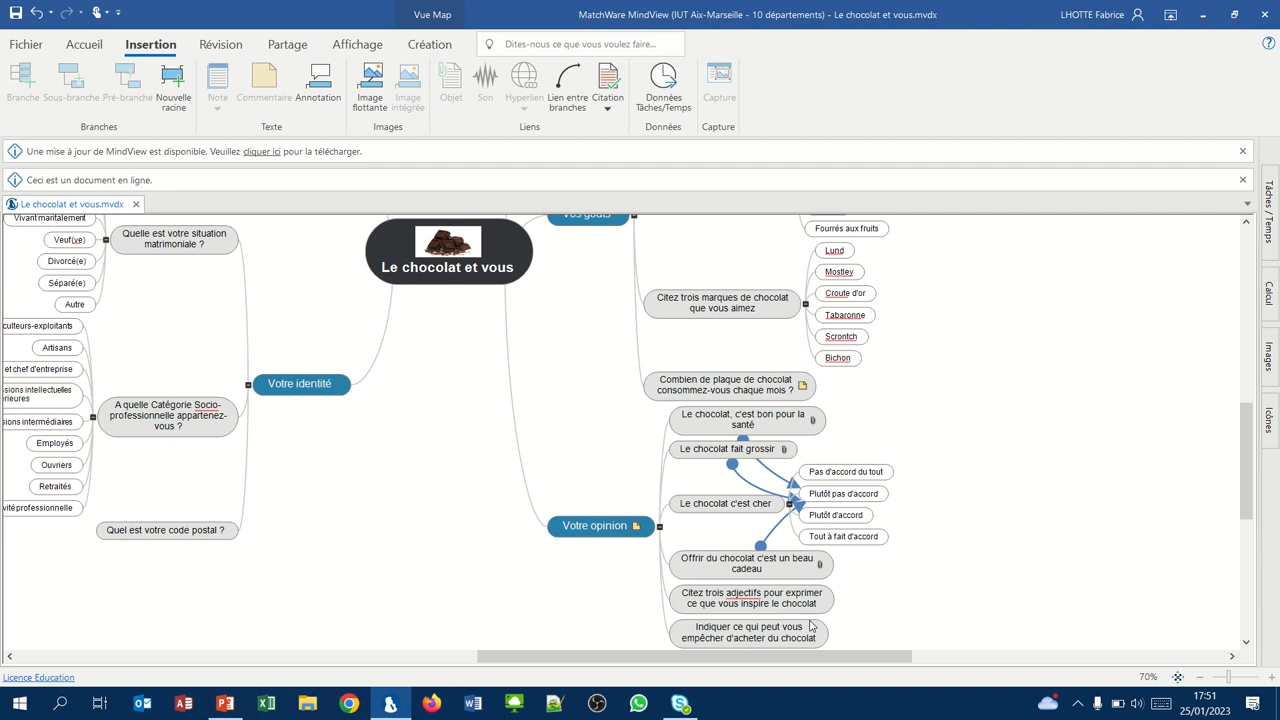 Vue Map
MatchWare MindView (IUT Aix-Marseille - 10 départements) - Le chocolat et vous.mvdx
LHOTTE Fabrice
Fichier
Accueil
Insertion
Révision
Partage
Affichage
Création
Dites-nous ce que vous voulez faire...
Branche
Sous-branche
Pré-branche
Nouvelle
racine
Note
Commentaire
Annotation
Image
flottante
Image
intégrée
Objet
Son
Hyperlien
Lien entre
branches
Citation
Données
Tâches/Temps
Capture
Branches
Texte
Images
Liens
Données
Capture
Une mise à jour de MindView est disponible. Veuillez cliquer ici pour la télécharger.
Ceci est un document en ligne.
Le chocolat et vous.mvdx
Tâches / Temps
Calcul
Images
Icônes
Vivant maritalement
Veuf(ve)
Divorcé(e)
Séparé(e)
Autre
Quelle est votre situation
matrimoniale ?
culteurs-exploitants
Artisans
et chef d'entreprise
sions intellectuelles
érieures
sions intermédiaires
Employés
Ouvriers
Retraités
vité professionnelle
A quelle Catégorie Socio-
professionnelle appartenez-
vous ?
Quel est votre code postal ?
Votre identité
Le chocolat et vous
Vos goûts
Fourrés aux fruits
Citez trois marques de chocolat
que vous aimez
Lund
Mostley
Croute d'or
Tabaronne
Scrontch
Bichon
Combien de plaque de chocolat
consommez-vous chaque mois ?
Votre opinion
Le chocolat, c'est bon pour la
santé
Le chocolat fait grossir
Le chocolat c'est cher
Pas d'accord du tout
Plutôt pas d'accord
Plutôt d'accord
Tout à fait d'accord
Offrir du chocolat c'est un beau
cadeau
Citez trois adjectifs pour exprimer
ce que vous inspire le chocolat
Indiquer ce qui peut vous
empêcher d'acheter du chocolat
Licence Education
70%
17:51
25/01/2023